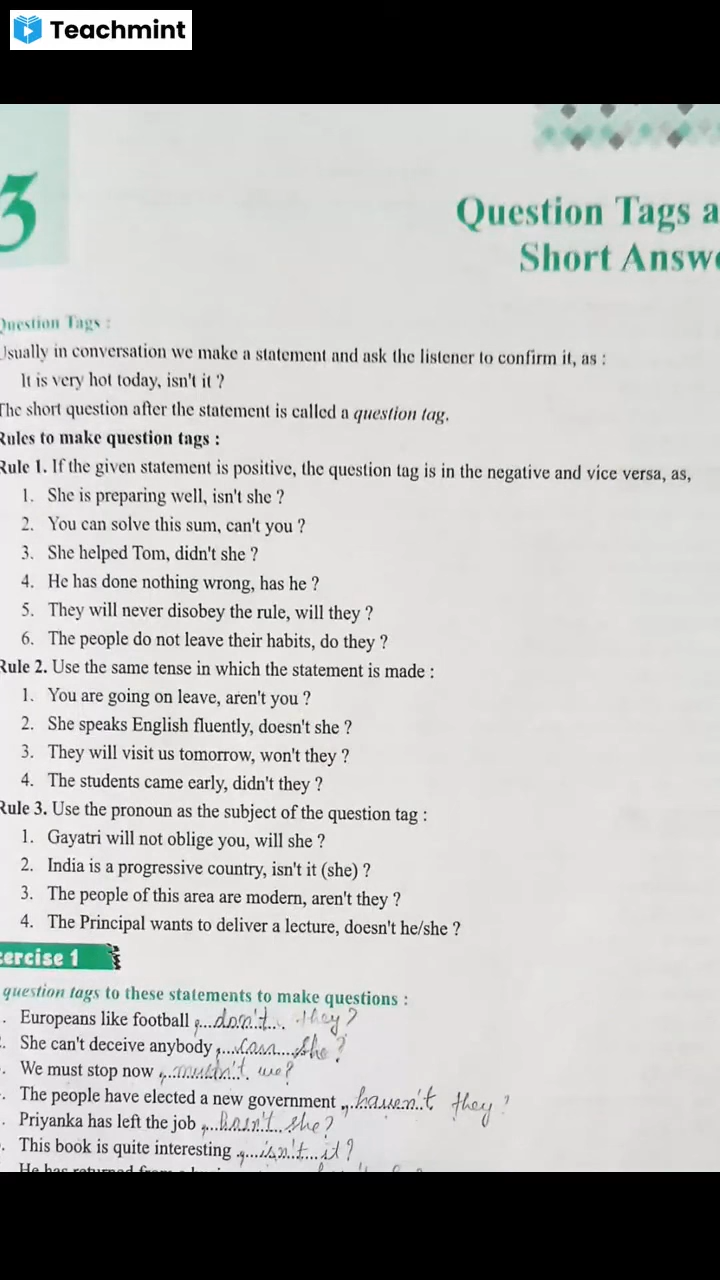 Teachmint
3
Question Tags a
Short Answe
Question Tags :
Usually in conversation we make a statement and ask the listener to confirm it, as :
It is very hot today, isn't it ?
The short question after the statement is called a question tag.
Rules to make question tags :
Rule 1. If the given statement is positive, the question tag is in the negative and vice versa, as,
1. She is preparing well, isn't she ?
2. You can solve this sum, can't you ?
3. She helped Tom, didn't she ?
4. He has done nothing wrong, has he ?
5. They will never disobey the rule, will they ?
6. The people do not leave their habits, do they ?
Rule 2. Use the same tense in which the statement is made :
1. You are going on leave, aren't you ?
2. She speaks English fluently, doesn't she ?
3. They will visit us tomorrow, won't they ?
4. The students came early, didn't they ?
Rule 3. Use the pronoun as the subject of the question tag :
1. Gayatri will not oblige you, will she ?
2. India is a progressive country, isn't it (she) ?
3. The people of this area are modern, aren't they ?
4. The Principal wants to deliver a lecture, doesn't he/she ?
ercise 1
question tags to these statements to make questions :
. Europeans like football ,...don't... they?
. She can't deceive anybody ,...can...she?
. We must stop now ,...mustn't. we?
. The people have elected a new government ,..haven't they?
. Priyanka has left the job ,...hasn't..she?
. This book is quite interesting ,...isn't...it?
He has returned from a